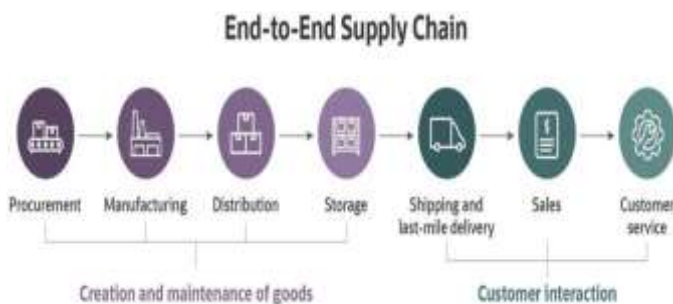 End-to-End Supply Chain
Procurement
Manufacturing
Distribution
Storage
Shipping and
last-mile delivery
Sales
Customer
service
Creation and maintenance of goods
Customer interaction